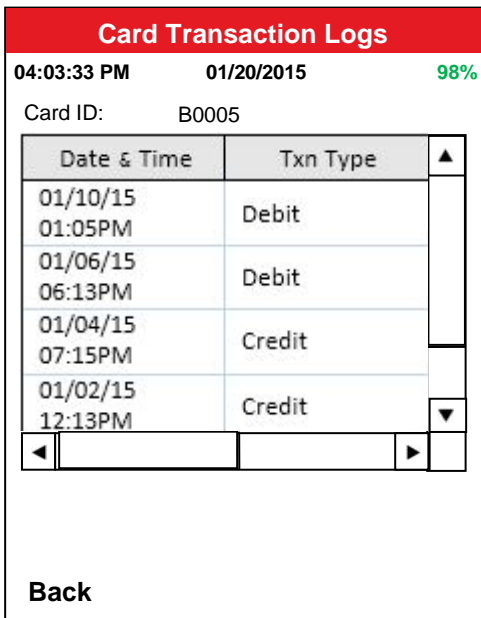 Card Transaction Logs
04:03:33 PM 01/20/2015 98%
Card ID: B0005
Date & Time Txn Type
01/10/15
01:05PM Debit
01/06/15
06:13PM Debit
01/04/15
07:15PM Credit
01/02/15
12:13PM Credit
Back